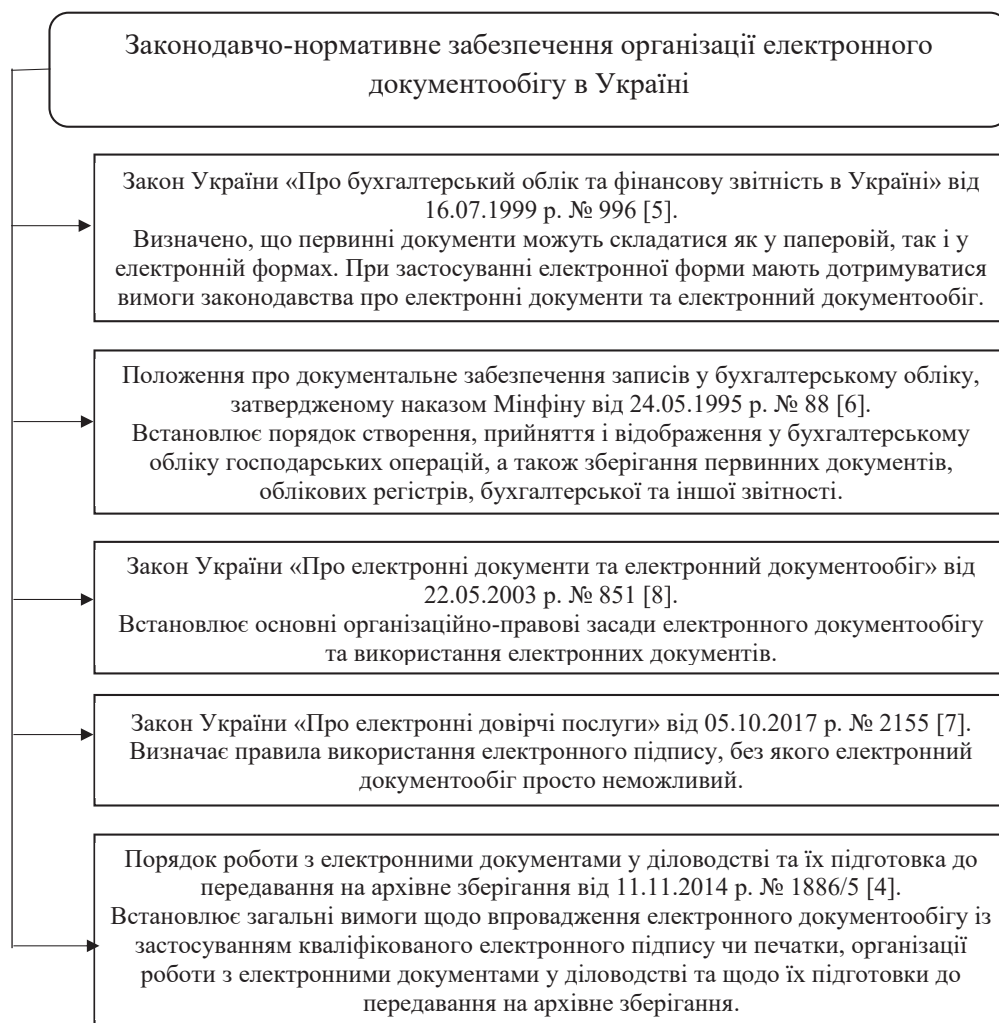 Законодавчо-нормативне забезпечення організації електронного
документообігу в Україні
Закон України «Про бухгалтерський облік та фінансову звітність в Україні» від
16.07.1999 р. № 996 [5].
Визначено, що первинні документи можуть складатися як у паперовій, так і у
електронній формах. При застосуванні електронної форми мають дотримуватися
вимоги законодавства про електронні документи та електронний документообіг.
Положення про документальне забезпечення записів у бухгалтерському обліку,
затвердженому наказом Мінфіну від 24.05.1995 р. № 88 [6].
Встановлює порядок створення, прийняття і відображення у бухгалтерському
обліку господарських операцій, а також зберігання первинних документів,
облікових регістрів, бухгалтерської та іншої звітності.
Закон України «Про електронні документи та електронний документообіг» від
22.05.2003 р. № 851 [8].
Встановлює основні організаційно-правові засади електронного документообігу
та використання електронних документів.
Закон України «Про електронні довірчі послуги» від 05.10.2017 р. № 2155 [7].
Визначає правила використання електронного підпису, без якого електронний
документообіг просто неможливий.
Порядок роботи з електронними документами у діловодстві та їх підготовка до
передавання на архівне зберігання від 11.11.2014 р. № 1886/5 [4].
Встановлює загальні вимоги щодо впровадження електронного документообігу із
застосуванням кваліфікованого електронного підпису чи печатки, організації
роботи з електронними документами у діловодстві та щодо їх підготовки до
передавання на архівне зберігання.